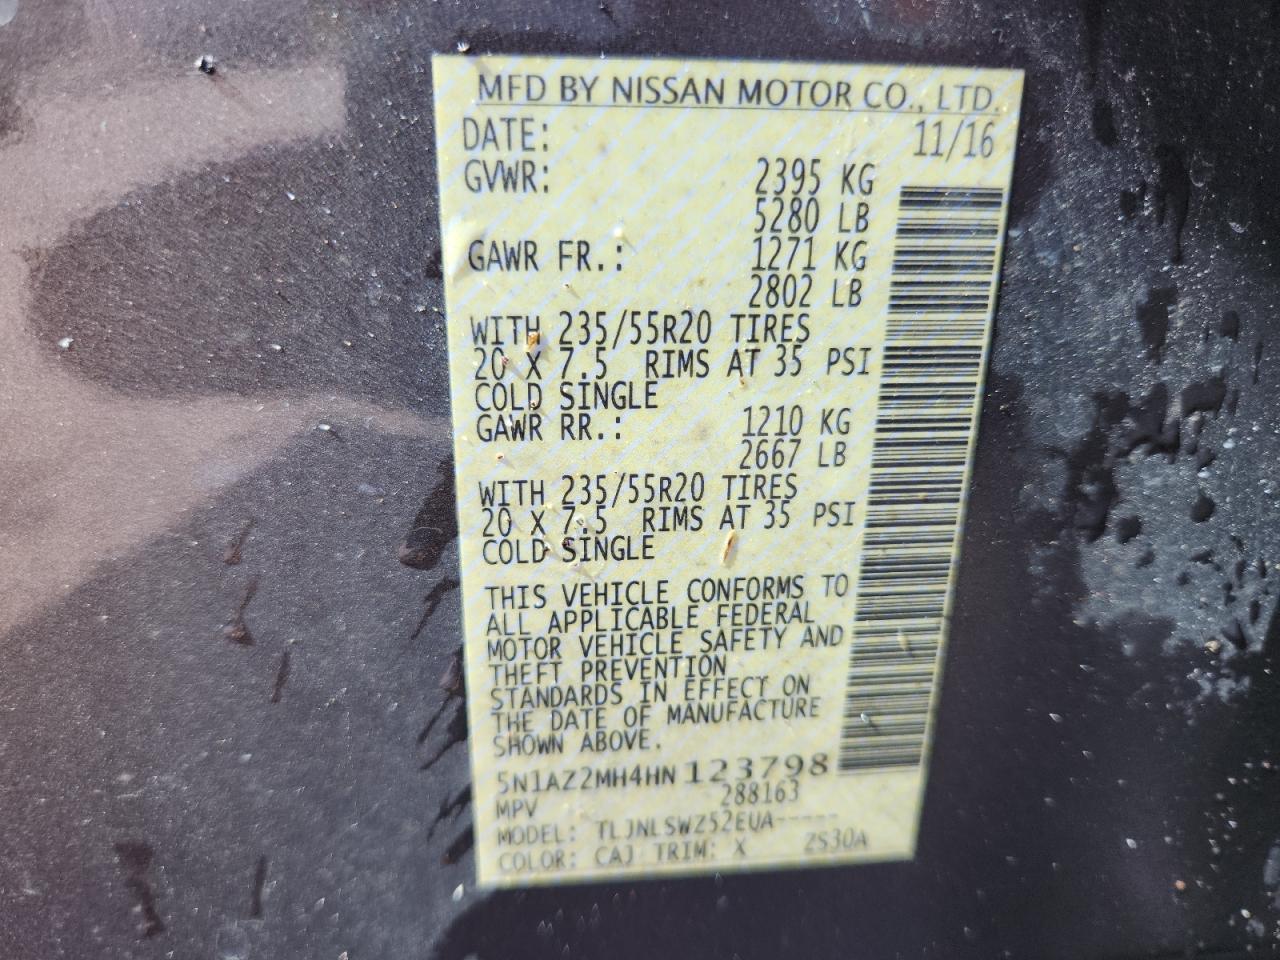 MFD BY NISSAN MOTOR CO., LTD.
DATE: 11/16
GVWR: 2395 KG
5280 LB
GAWR FR.: 1271 KG
2802 LB
WITH 235/55R20 TIRES
20 X 7.5 RIMS AT 35 PSI
COLD SINGLE
GAWR RR.: 1210 KG
2667 LB
WITH 235/55R20 TIRES
20 X 7.5 RIMS AT 35 PSI
COLD SINGLE
THIS VEHICLE CONFORMS TO
ALL APPLICABLE FEDERAL
MOTOR VEHICLE SAFETY AND
THEFT PREVENTION
STANDARDS IN EFFECT ON
THE DATE OF MANUFACTURE
SHOWN ABOVE.
5N1AZ2MH4HN123798
MPV 288163
MODEL: TLJNLSWZ52EUA-----
COLOR: CAJ TRIM: X ZS30A